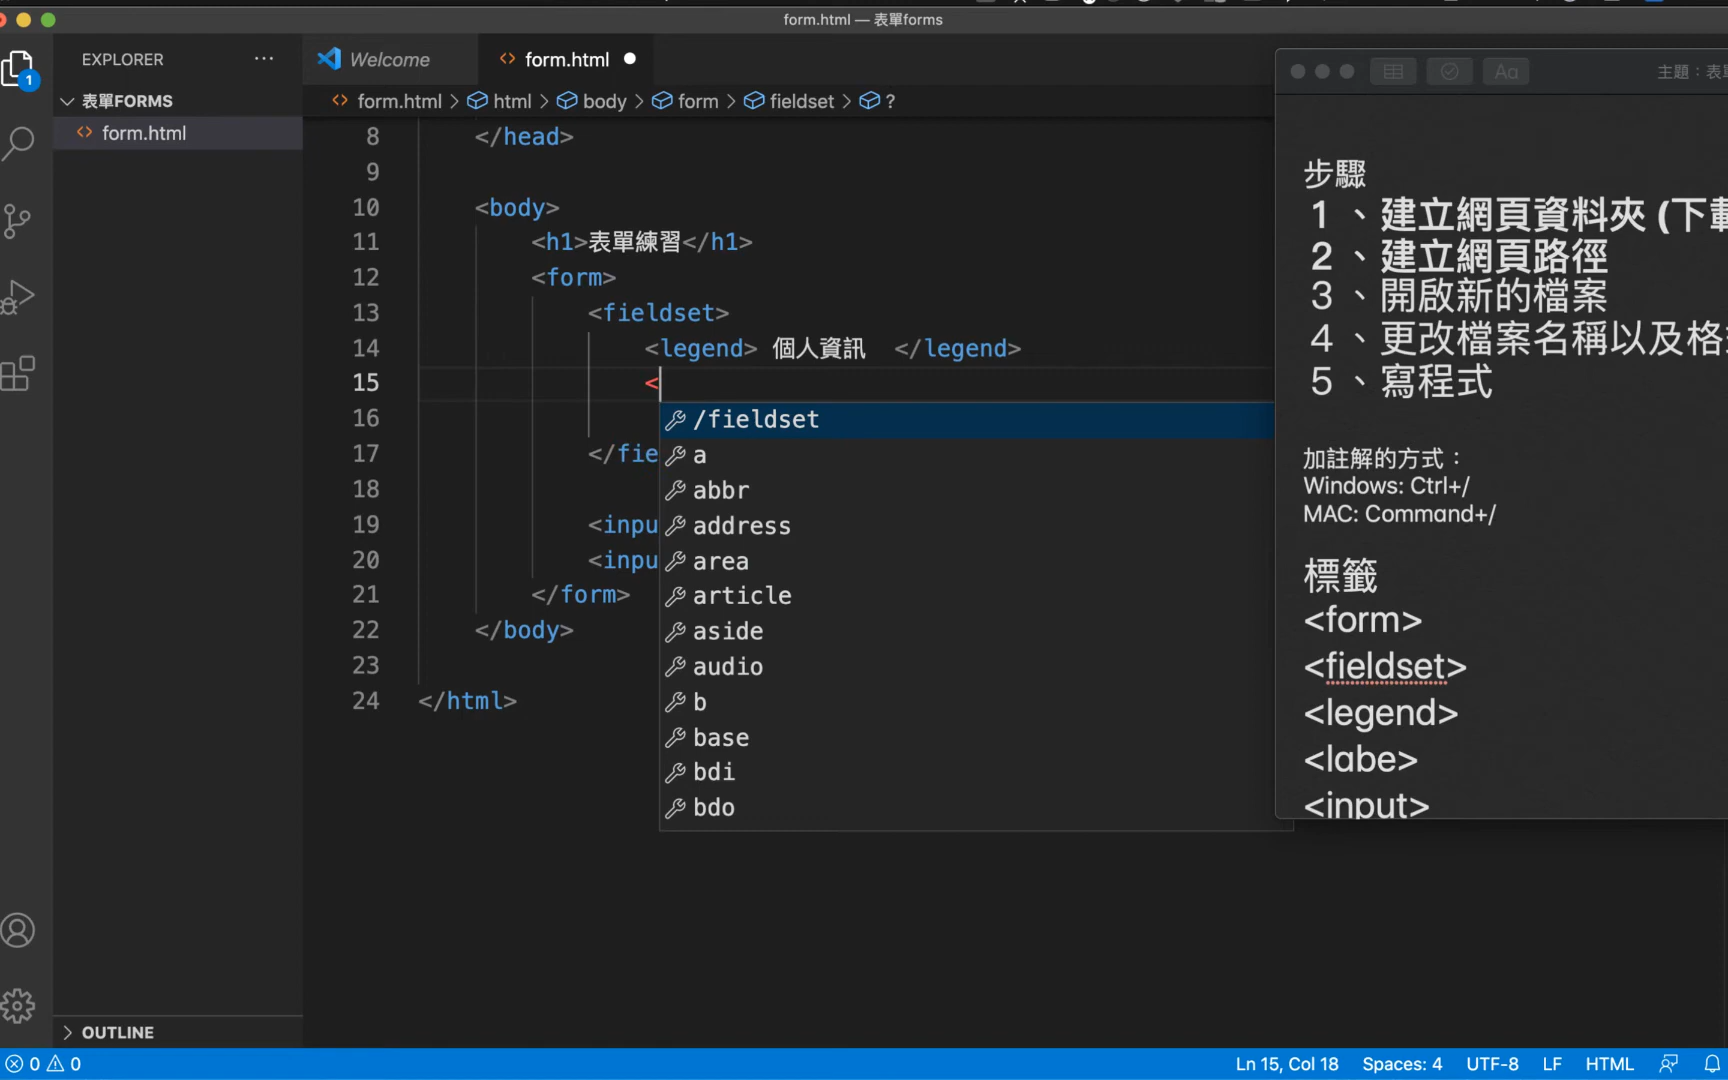 form.html — 表單forms
EXPLORER
Welcome
form.html
主題：表
表單FORMS
form.html
form.html > html > body > form > fieldset > ?
1
8 </head>
9
10 <body>
11 <h1>表單練習</h1>
12 <form>
13 <fieldset>
14 <legend> 個人資訊 </legend>
15 <
16
17 </fie
18
19 <inpu
20 <inpu
21 </form>
22 </body>
23
24 </html>
/fieldset
a
abbr
address
area
article
aside
audio
b
base
bdi
bdo
Aa
步驟
1、建立網頁資料夾 (下
2、建立網頁路徑
3、開啟新的檔案
4、更改檔案名稱以及格
5、寫程式
加註解的方式：
Windows: Ctrl+/
MAC: Command+/
標籤
<form>
<fieldset>
<legend>
<labe>
<input>
OUTLINE
0 0
Ln 15, Col 18
Spaces: 4
UTF-8
LF
HTML